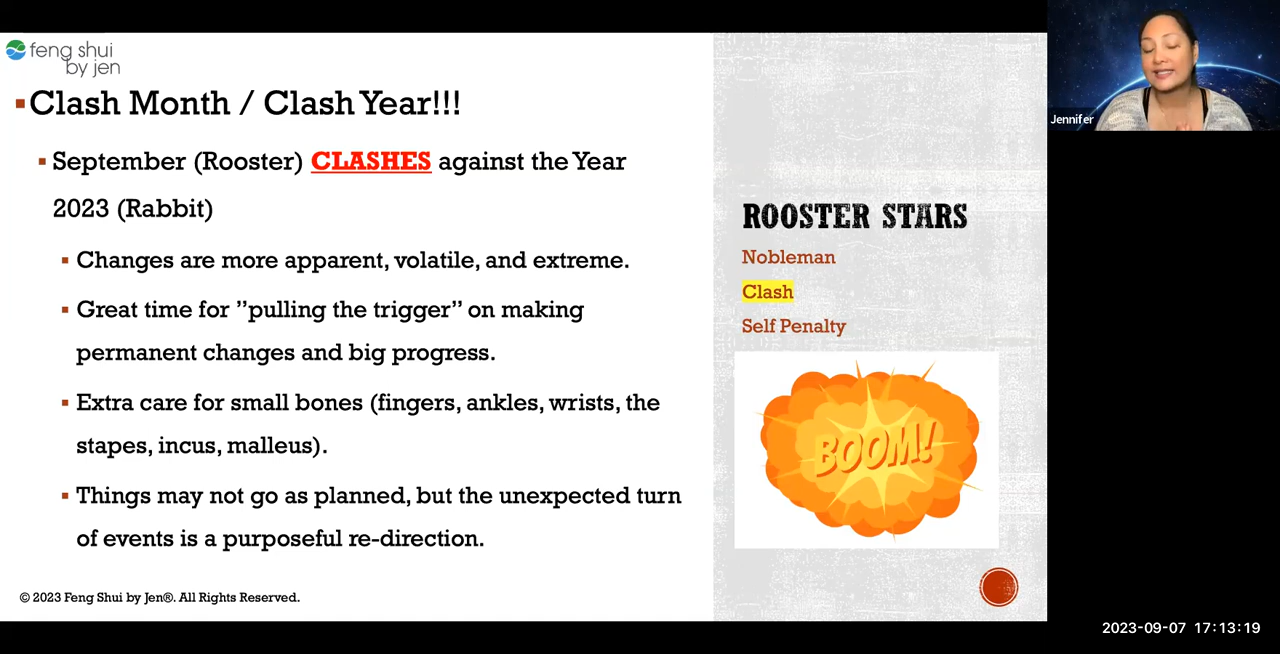 feng shui
by jen
▪Clash Month / Clash Year!!!
▪ September (Rooster) CLASHES against the Year
2023 (Rabbit)
▪ Changes are more apparent, volatile, and extreme.
▪ Great time for ”pulling the trigger” on making
permanent changes and big progress.
▪ Extra care for small bones (fingers, ankles, wrists, the
stapes, incus, malleus).
▪ Things may not go as planned, but the unexpected turn
of events is a purposeful re-direction.
© 2023 Feng Shui by Jen®. All Rights Reserved.
ROOSTER STARS
Nobleman
Clash
Self Penalty
BOOM!
Jennifer
2023-09-07 17:13:19